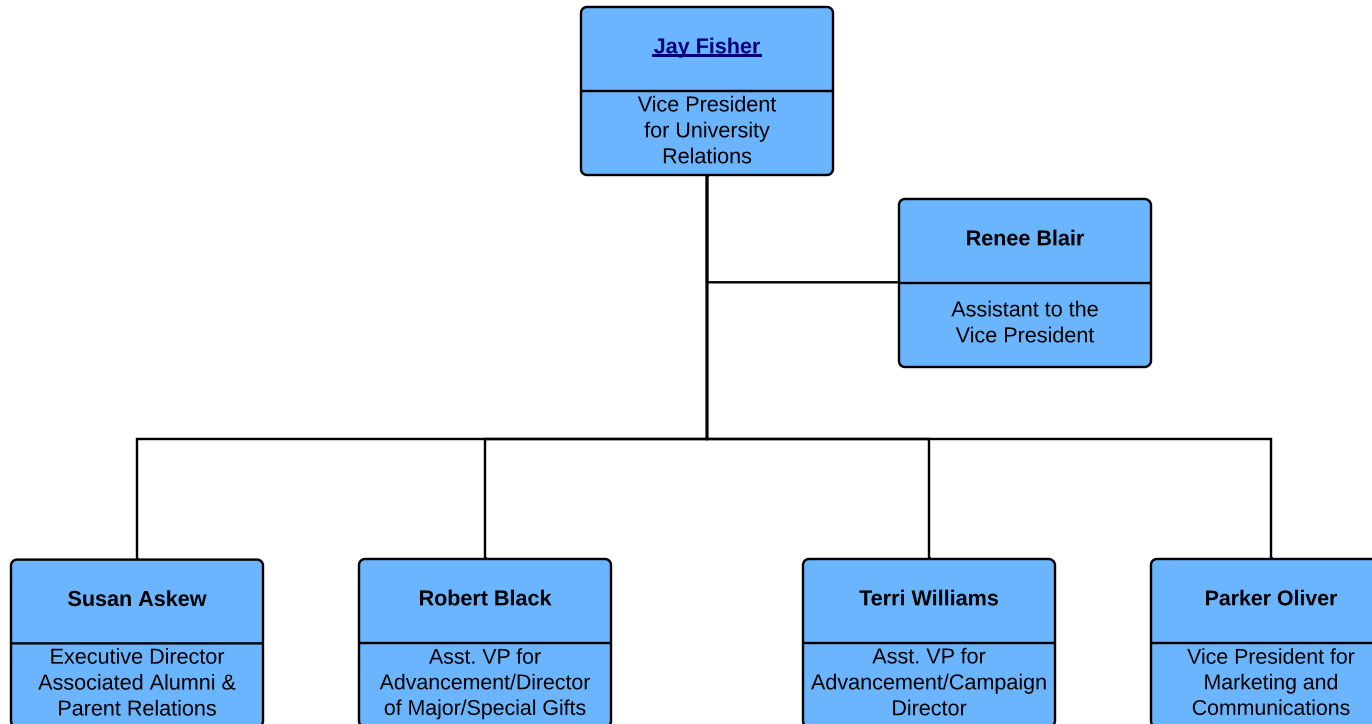 Jay Fisher
Vice President
for University
Relations
Renee Blair
Assistant to the
Vice President
Susan Askew
Executive Director
Associated Alumni &
Parent Relations
Robert Black
Asst. VP for
Advancement/Director
of Major/Special Gifts
Terri Williams
Asst. VP for
Advancement/Campaign
Director
Parker Oliver
Vice President for
Marketing and
Communications